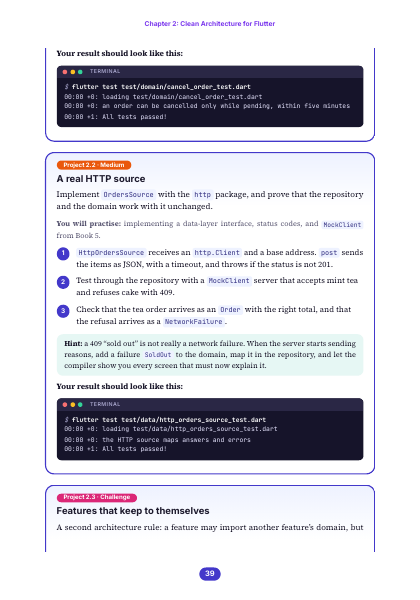 Chapter 2: Clean Architecture for Flutter
Your result should look like this:
TERMINAL
$ flutter test test/domain/cancel_order_test.dart
00:00 +0: loading test/domain/cancel_order_test.dart
00:00 +0: an order can be cancelled only while pending, within five minutes
00:00 +1: All tests passed!
Project 2.2 · Medium
A real HTTP source
Implement OrdersSource with the http package, and prove that the repository
and the domain work with it unchanged.
You will practise: implementing a data-layer interface, status codes, and MockClient
from Book 5.
1 HttpOrdersSource receives an http.Client and a base address. post sends
the items as JSON, with a timeout, and throws if the status is not 201.
2 Test through the repository with a MockClient server that accepts mint tea
and refuses cake with 409.
3 Check that the tea order arrives as an Order with the right total, and that
the refusal arrives as a NetworkFailure.
Hint: a 409 “sold out” is not really a network failure. When the server starts sending
reasons, add a failure SoldOut to the domain, map it in the repository, and let the
compiler show you every screen that must now explain it.
Your result should look like this:
TERMINAL
$ flutter test test/data/http_orders_source_test.dart
00:00 +0: loading test/data/http_orders_source_test.dart
00:00 +0: the HTTP source maps answers and errors
00:00 +1: All tests passed!
Project 2.3 · Challenge
Features that keep to themselves
A second architecture rule: a feature may import another feature’s domain, but
39